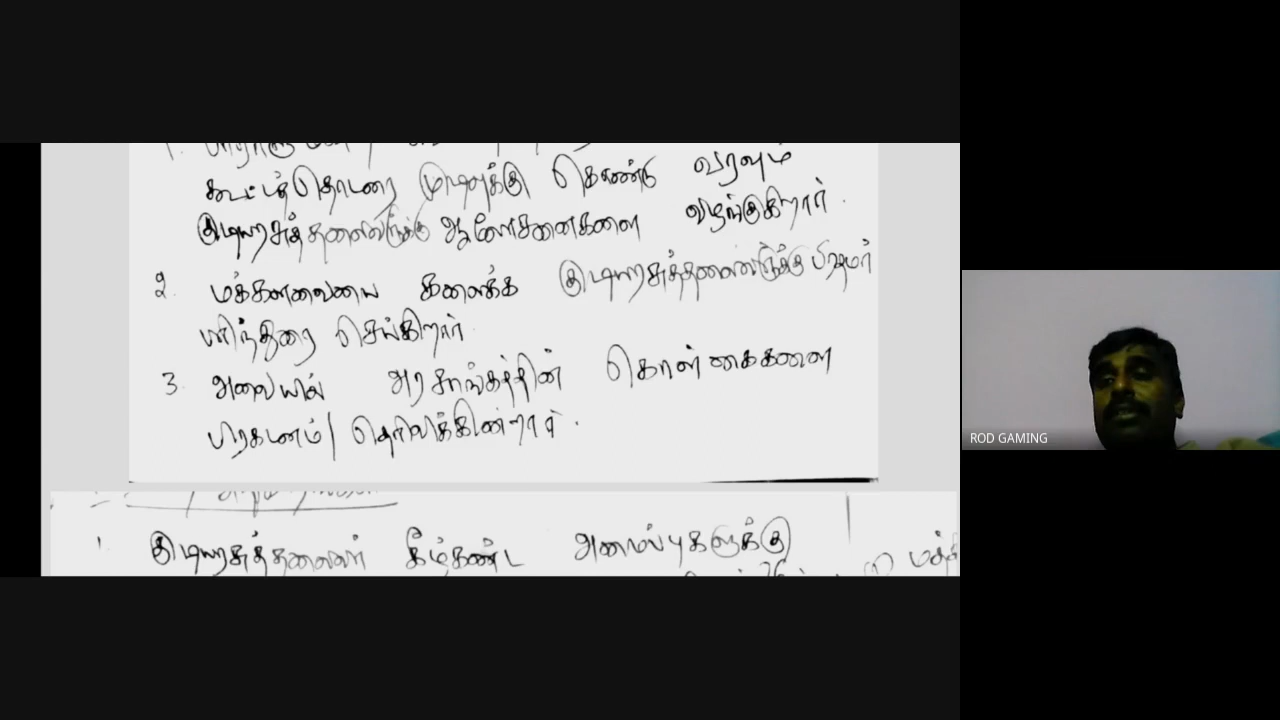 1.
கூட்டத்தொடரை முடிவுக்கு கொண்டு வரவும்
குடியரசுத்தலைவருக்கு ஆலோசனைகளை வழங்குகிறார்.
2. மக்களவையை கலைக்க குடியரசுத்தலைவருக்கு பிரதமர்
பரிந்துரை செய்கிறார்
3. அவையில் அரசாங்கத்தின் கொள்கைகளை
பிரகடனம்/ தெரிவிக்கின்றார்.
1. குடியரசுத்தலைவர் கீழ்கண்ட அமைப்புகளுக்கு
ROD GAMING